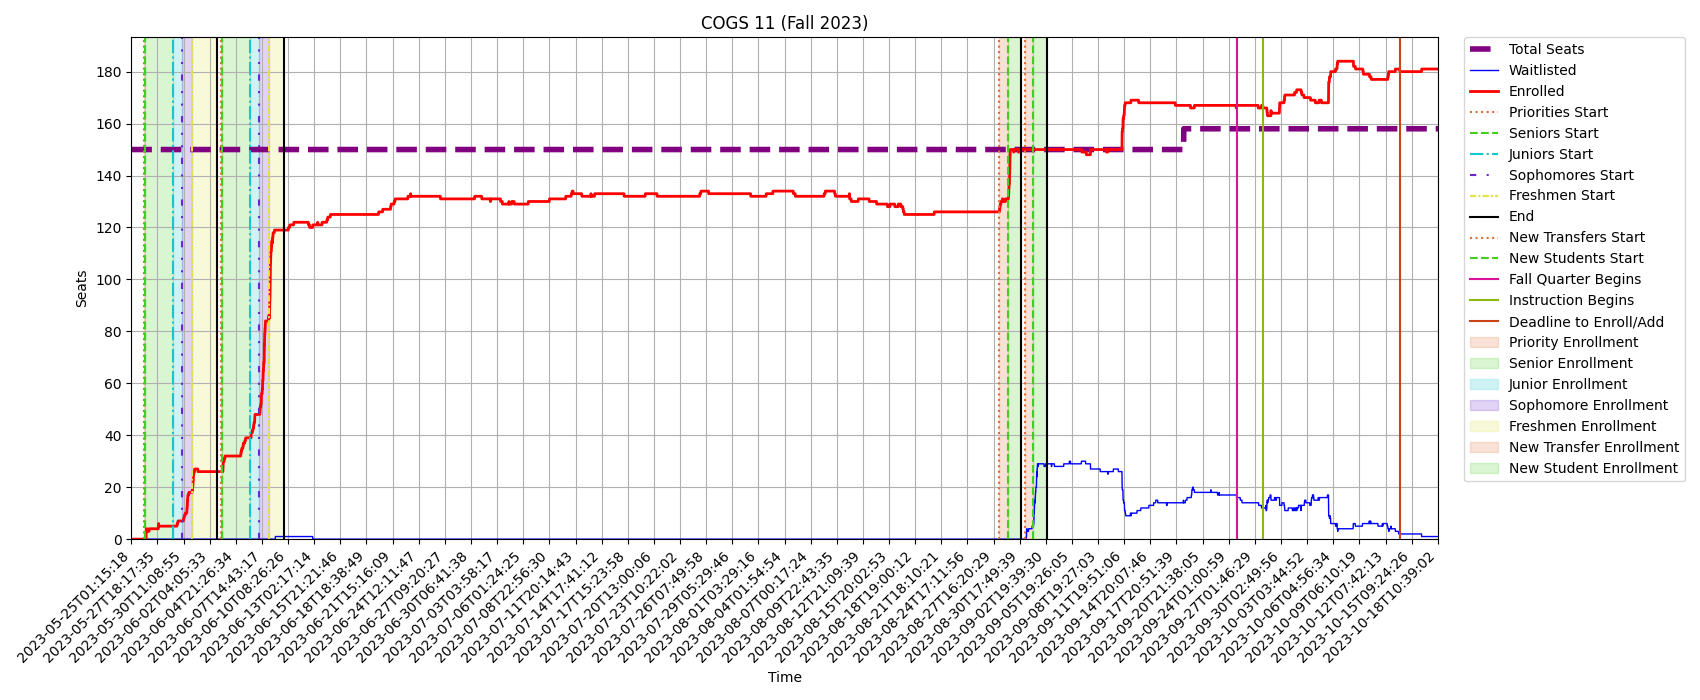 COGS 11 (Fall 2023)
Seats
180
160
140
120
100
80
60
40
20
0
2023-05-25T01:15:18
2023-05-27T18:17:35
2023-05-30T11:08:55
2023-06-02T04:05:33
2023-06-04T21:26:34
2023-06-07T14:43:17
2023-06-10T08:26:26
2023-06-13T02:17:14
2023-06-15T21:21:46
2023-06-18T18:38:49
2023-06-21T15:16:09
2023-06-24T12:11:47
2023-06-27T09:20:27
2023-06-30T06:41:38
2023-07-03T03:58:17
2023-07-06T01:24:25
2023-07-08T22:56:30
2023-07-11T20:14:43
2023-07-14T17:41:12
2023-07-17T15:23:58
2023-07-20T13:00:06
2023-07-23T10:22:02
2023-07-26T07:49:58
2023-07-29T05:29:46
2023-08-01T03:29:16
2023-08-04T01:54:54
2023-08-07T00:17:24
2023-08-09T22:43:35
2023-08-12T21:09:39
2023-08-15T20:02:53
2023-08-18T19:00:12
2023-08-21T18:10:21
2023-08-24T17:11:56
2023-08-27T16:20:29
2023-08-30T17:49:39
2023-09-02T19:39:30
2023-09-05T19:26:05
2023-09-08T19:27:03
2023-09-11T19:51:06
2023-09-14T20:07:46
2023-09-17T20:51:39
2023-09-20T21:38:05
2023-09-24T01:00:59
2023-09-27T01:46:29
2023-09-30T02:49:56
2023-10-03T03:44:52
2023-10-06T04:56:34
2023-10-09T06:10:19
2023-10-12T07:42:13
2023-10-15T09:24:26
2023-10-18T10:39:02
Time
Total Seats
Waitlisted
Enrolled
Priorities Start
Seniors Start
Juniors Start
Sophomores Start
Freshmen Start
End
New Transfers Start
New Students Start
Fall Quarter Begins
Instruction Begins
Deadline to Enroll/Add
Priority Enrollment
Senior Enrollment
Junior Enrollment
Sophomore Enrollment
Freshmen Enrollment
New Transfer Enrollment
New Student Enrollment